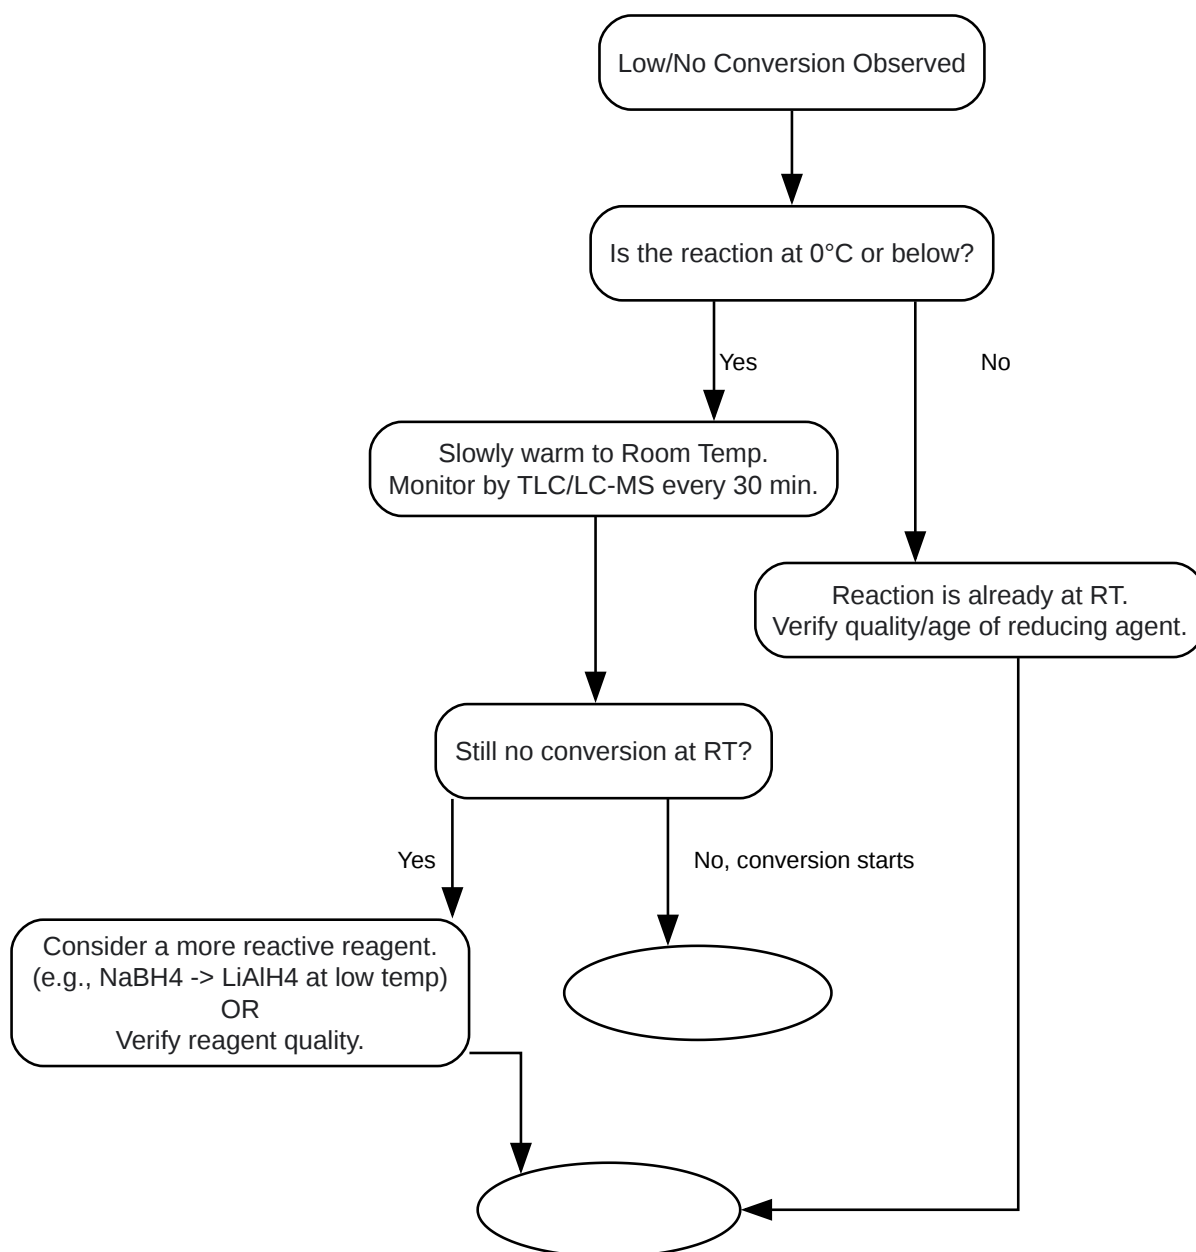 Low/No Conversion Observed
Is the reaction at 0°C or below?
Yes
No
Slowly warm to Room Temp.
Monitor by TLC/LC-MS every 30 min.
Reaction is already at RT.
Verify quality/age of reducing agent.
Still no conversion at RT?
Yes
No, conversion starts
Consider a more reactive reagent.
(e.g., NaBH4 -> LiAlH4 at low temp)
OR
Verify reagent quality.